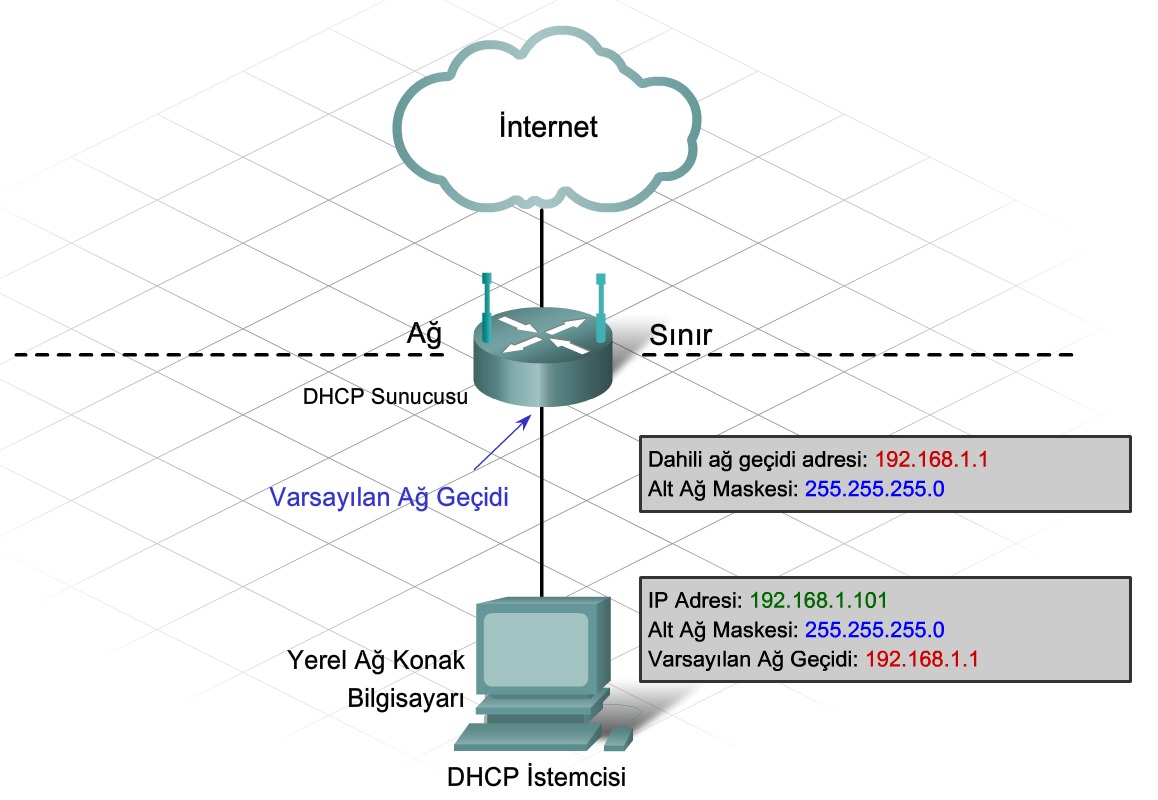 İnternet
Ağ
Sınır
DHCP Sunucusu
Varsayılan Ağ Geçidi
Dahili ağ geçidi adresi: 192.168.1.1
Alt Ağ Maskesi: 255.255.255.0
IP Adresi: 192.168.1.101
Alt Ağ Maskesi: 255.255.255.0
Varsayılan Ağ Geçidi: 192.168.1.1
Yerel Ağ Konak
Bilgisayarı
DHCP İstemcisi